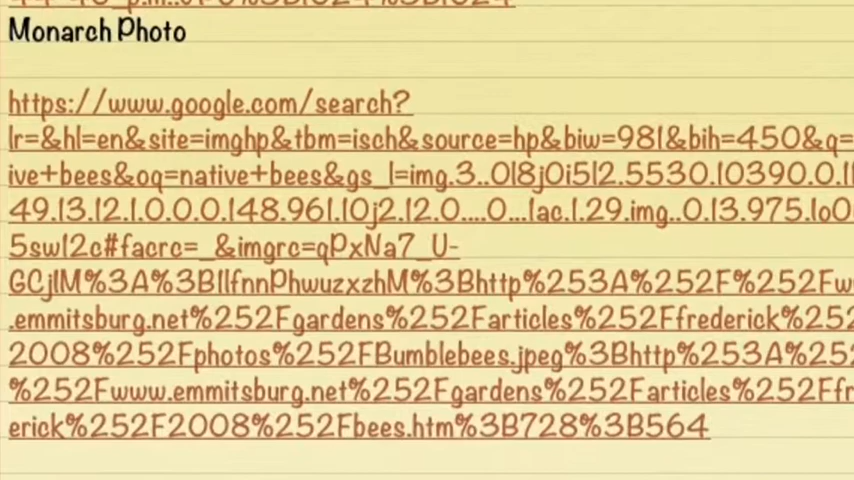 Monarch Photo
https://www.google.com/search?
lr=&hl=en&site=imghp&tbm=isch&source=hp&biw=981&bih=450&q=
ive+bees&oq=native+bees&gs_l=img.3..0l8j0i5l2.5530.10390.0.1
49.13.12.1.0.0.0.148.961.10j2.12.0....0...1ac.1.29.img..0.13.975.1o0
5sw12c#facrc=_&imgrc=qPxNa7_U-
GCjlM%3A%3BllfnnPhwuzxzhM%3Bhttp%253A%252F%252Fw
.emmitsburg.net%252Fgardens%252Farticles%252Ffrederick%252
2008%252Fphotos%252FBumblebees.jpeg%3Bhttp%253A%252
%252Fwww.emmitsburg.net%252Fgardens%252Farticles%252Ffr
erick%252F2008%252Fbees.htm%3B728%3B564